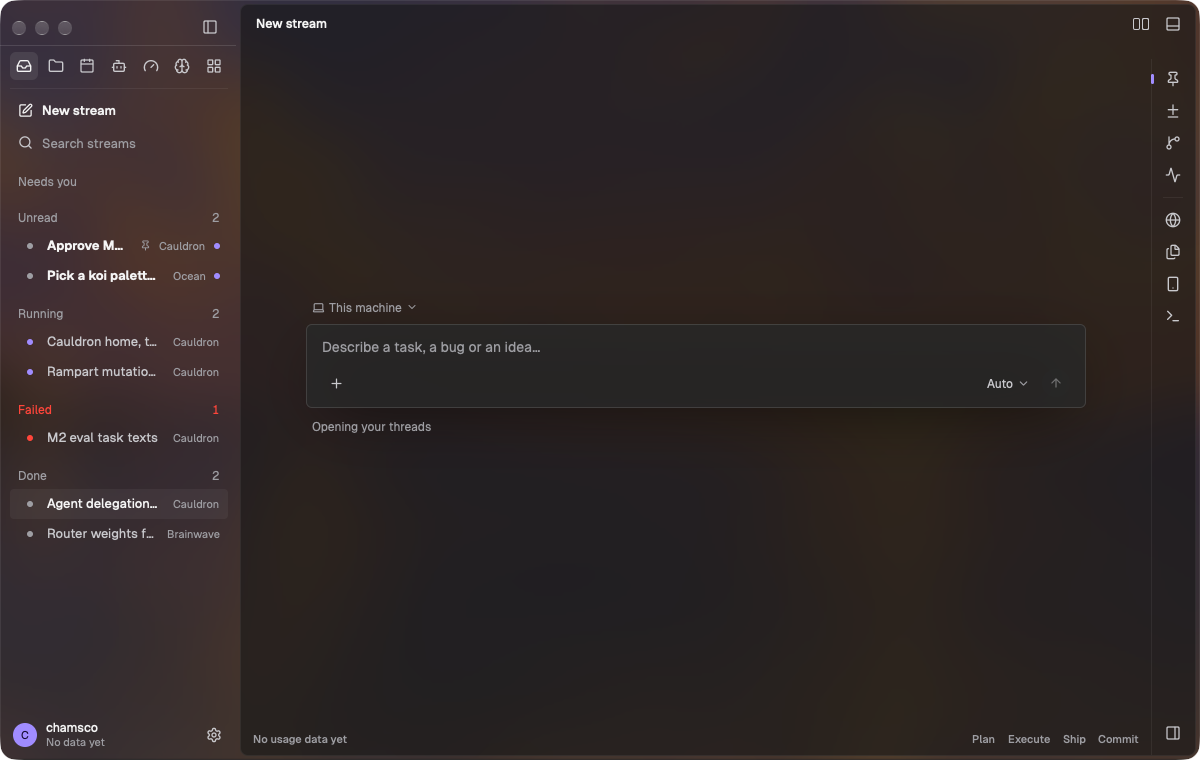 New stream
New stream
Search streams
Needs you
Unread 2
Approve M... Cauldron
Pick a koi palett... Ocean
Running 2
Cauldron home, t... Cauldron
Rampart mutatio... Cauldron
Failed 1
M2 eval task texts Cauldron
Done 2
Agent delegation... Cauldron
Router weights f... Brainwave
This machine
Describe a task, a bug or an idea...
Auto
Opening your threads
C
chamsco
No data yet
No usage data yet
Plan Execute Ship Commit